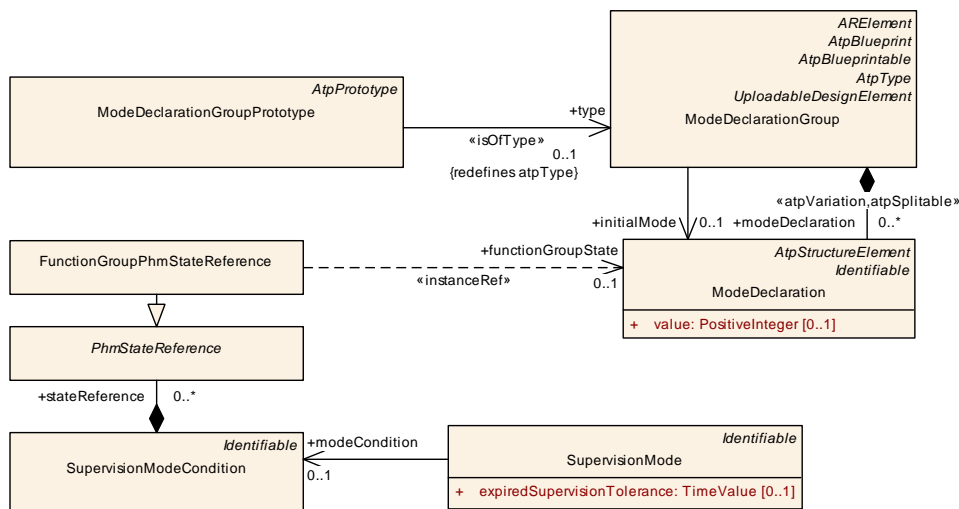 ARElement
AtpBlueprint
AtpBlueprintable
AtpType
UploadableDesignElement
ModeDeclarationGroup
AtpPrototype
ModeDeclarationGroupPrototype
+type
«isOfType»
0..1
{redefines atpType}
«atpVariation,atpSplitable»
+initialMode 0..1
+modeDeclaration 0..*
FunctionGroupPhmStateReference
+functionGroupState
«instanceRef»
0..1
AtpStructureElement
Identifiable
ModeDeclaration
+ value: PositiveInteger [0..1]
PhmStateReference
+stateReference 0..*
Identifiable
SupervisionModeCondition
+modeCondition
0..1
Identifiable
SupervisionMode
+ expiredSupervisionTolerance: TimeValue [0..1]